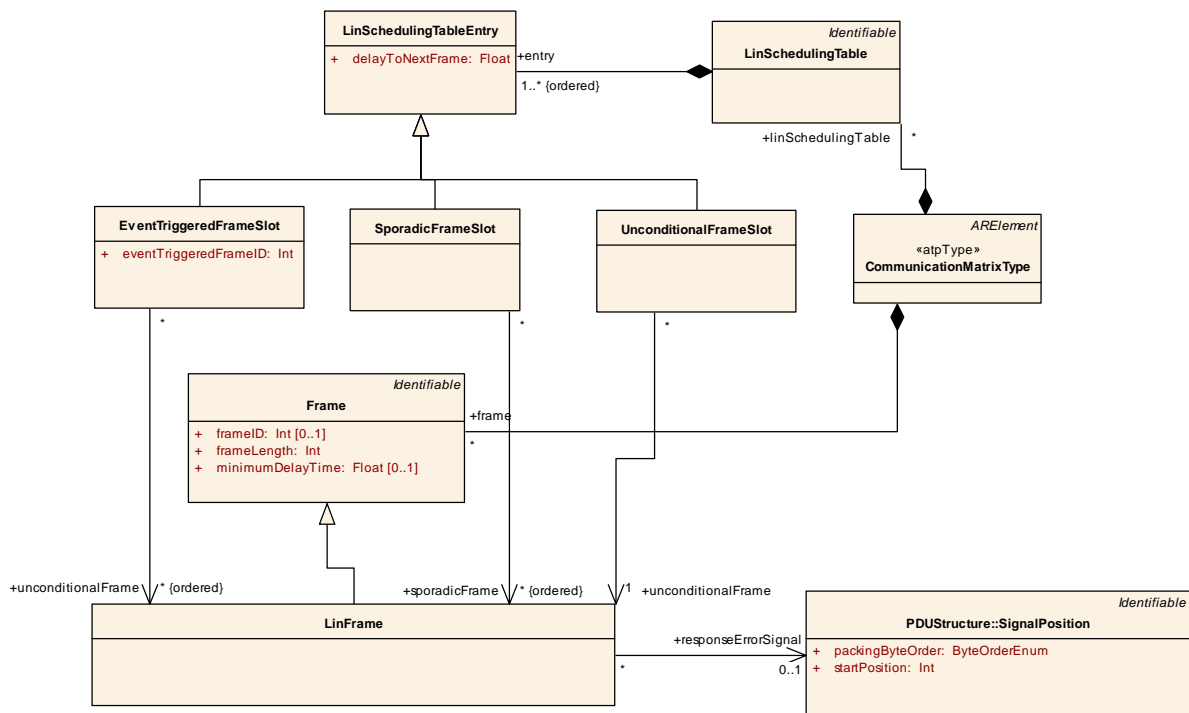 LinSchedulingTableEntry
+ delayToNextFrame: Float
+entry
1..* {ordered}
Identifiable
LinSchedulingTable
+linSchedulingTable
*
EventTriggeredFrameSlot
+ eventTriggeredFrameID: Int
SporadicFrameSlot
UnconditionalFrameSlot
ARElement
«atpType»
CommunicationMatrixType
*
*
*
Identifiable
Frame
+ frameID: Int [0..1]
+ frameLength: Int
+ minimumDelayTime: Float [0..1]
+frame
*
+unconditionalFrame
* {ordered}
+sporadicFrame
* {ordered}
1
+unconditionalFrame
LinFrame
+responseErrorSignal
*
0..1
Identifiable
PDUStructure::SignalPosition
+ packingByteOrder: ByteOrderEnum
+ startPosition: Int